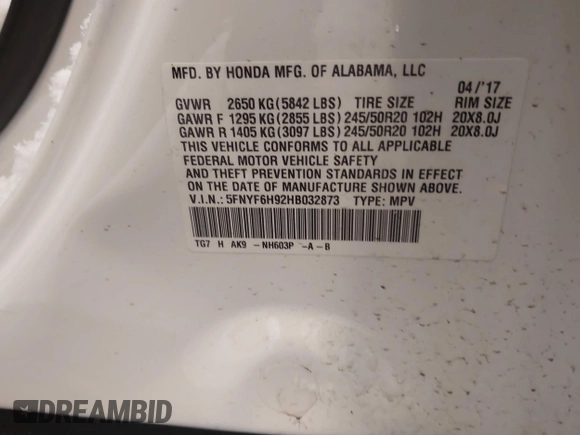 MFD. BY HONDA MFG. OF ALABAMA, LLC
04/'17
GVWR 2650 KG(5842 LBS) TIRE SIZE RIM SIZE
GAWR F 1295 KG(2855 LBS)245/50R20 102H 20X8.0J
GAWR R 1405 KG(3097 LBS)245/50R20 102H 20X8.0J
THIS VEHICLE CONFORMS TO ALL APPLICABLE
FEDERAL MOTOR VEHICLE SAFETY
AND THEFT PREVENTION STANDARDS IN EFFECT
ON THE DATE OF MANUFACTURE SHOWN ABOVE.
V.I.N.: 5FNYF6H92HB032873 TYPE: MPV
TG7 H AK9 -NH603P -A-B
DREAMBID